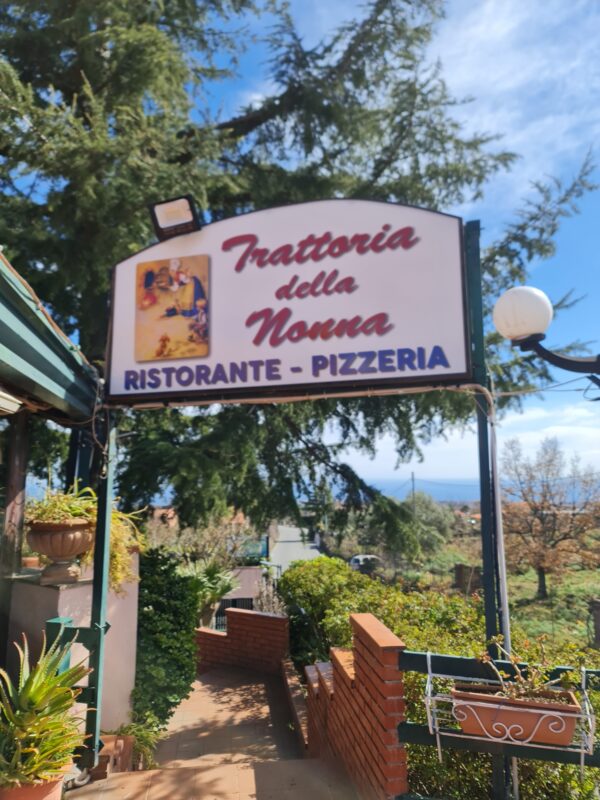 Trattoria
della
Nonna
RISTORANTE - PIZZERIA